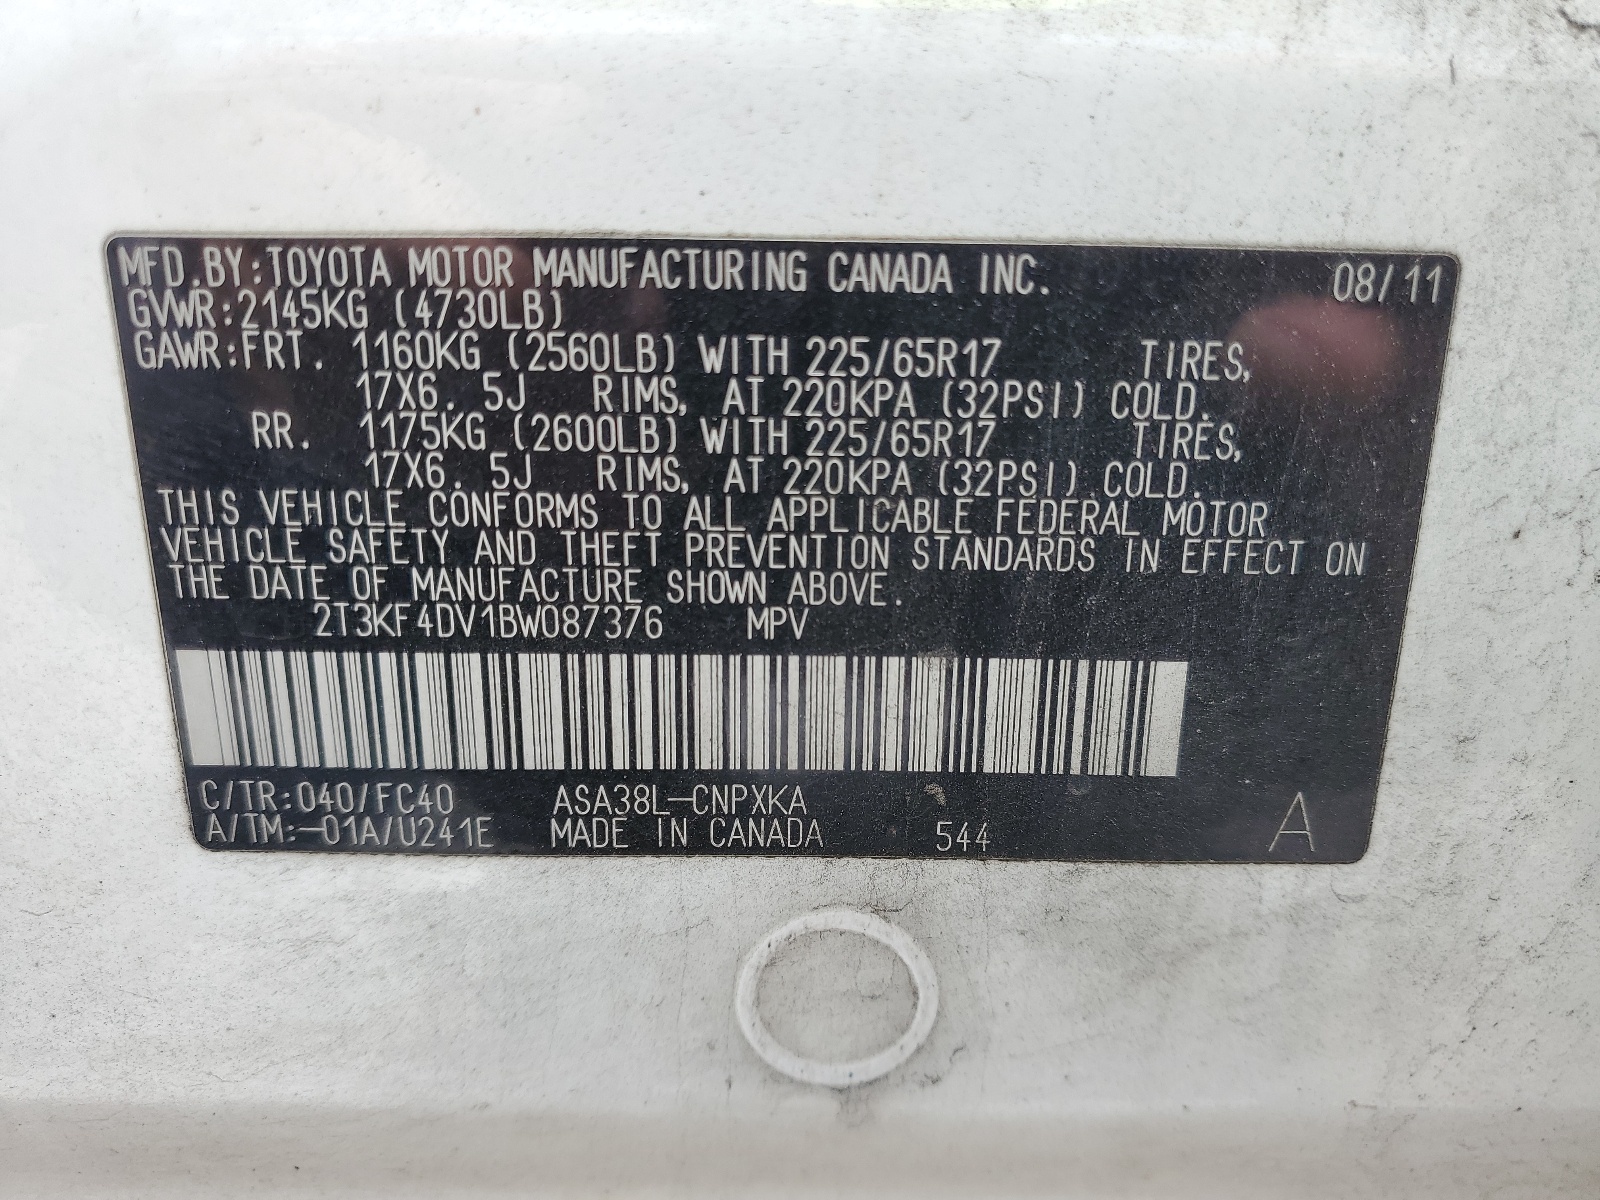 MFD.BY:TOYOTA MOTOR MANUFACTURING CANADA INC. 08/11
GVWR:2145KG (4730LB)
GAWR:FRT. 1160KG (2560LB) WITH 225/65R17 TIRES,
17X6.5J RIMS, AT 220KPA (32PSI) COLD.
RR. 1175KG (2600LB) WITH 225/65R17 TIRES,
17X6.5J RIMS, AT 220KPA (32PSI) COLD.
THIS VEHICLE CONFORMS TO ALL APPLICABLE FEDERAL MOTOR
VEHICLE SAFETY AND THEFT PREVENTION STANDARDS IN EFFECT ON
THE DATE OF MANUFACTURE SHOWN ABOVE.
2T3KF4DV1BW087376 MPV
C/TR:040/FC40 ASA38L-CNPXKA
A/TM:-01A/U241E MADE IN CANADA 544 A